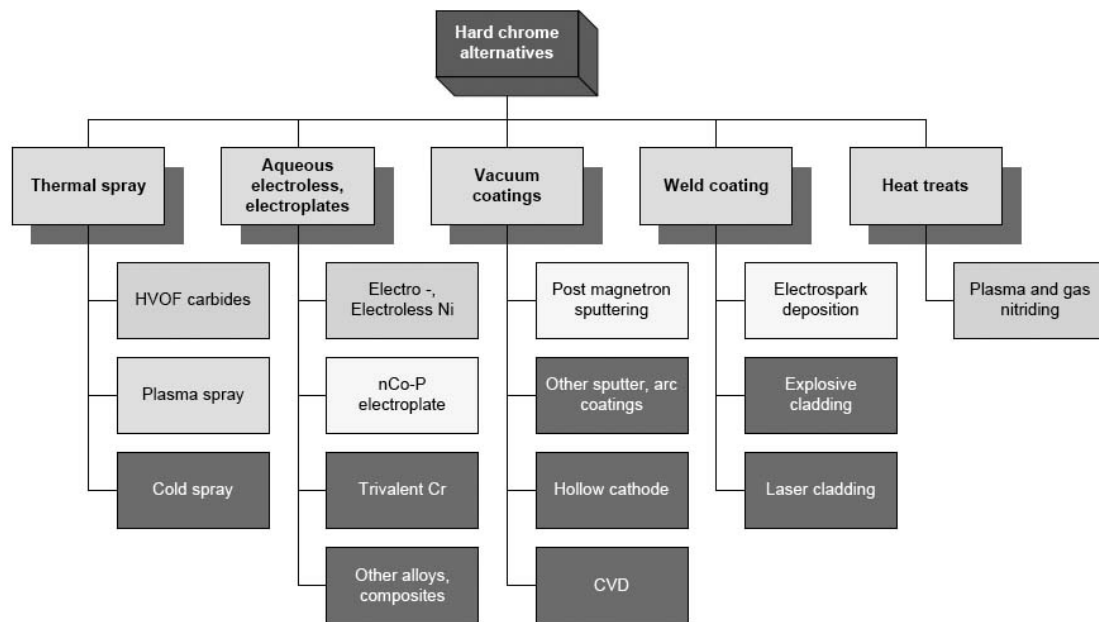 Hard chrome
alternatives
Thermal spray
Aqueous
electroless,
electroplates
Vacuum
coatings
Weld coating
Heat treats
HVOF carbides
Electro -,
Electroless Ni
Post magnetron
sputtering
Electrospark
deposition
Plasma and gas
nitriding
Plasma spray
nCo-P
electroplate
Other sputter, arc
coatings
Explosive
cladding
Cold spray
Trivalent Cr
Hollow cathode
Laser cladding
Other alloys,
composites
CVD